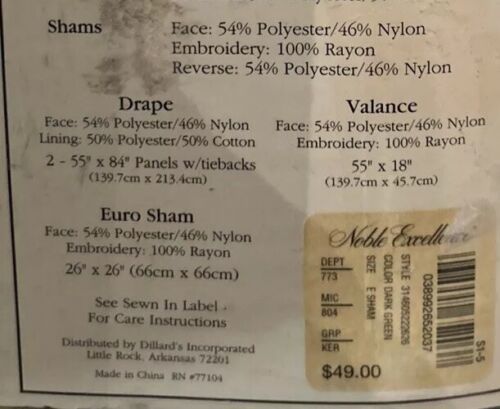 Shams
Face: 54% Polyester/46% Nylon
Embroidery: 100% Rayon
Reverse: 54% Polyester/46% Nylon
Drape
Face: 54% Polyester/46% Nylon
Lining: 50% Polyester/50% Cotton
2 - 55" x 84" Panels w/tiebacks
(139.7cm x 213.4cm)
Valance
Face: 54% Polyester/46% Nylon
Embroidery: 100% Rayon
55" x 18"
(139.7cm x 45.7cm)
Euro Sham
Face: 54% Polyester/46% Nylon
Embroidery: 100% Rayon
26" x 26" (66cm x 66cm)
See Sewn In Label
For Care Instructions
Distributed by Dillard's Incorporated
Little Rock, Arkansas 72201
Made in China RN #77104
Noble Excellence
DEPT
773
MIC
804
GRP
KER
$49.00
SIZE E SHAM
COLOR DARK GREEN
STYLE 314605222626
038992652037
S1-5